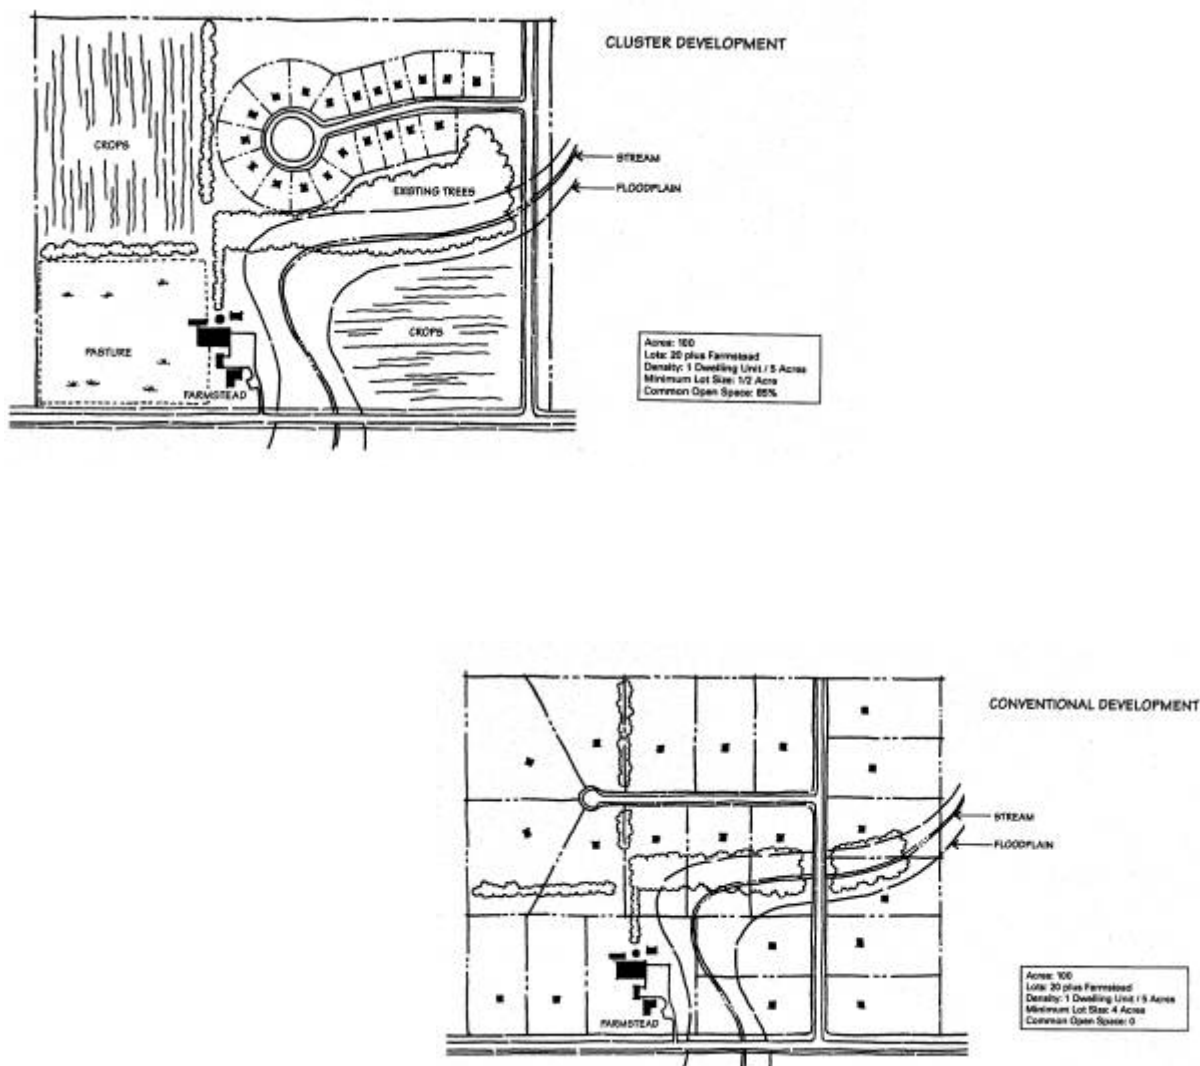 CLUSTER DEVELOPMENT
CROPS
STREAM
EXISTING TREES
FLOODPLAIN
CROPS
PASTURE
FARMSTEAD
Acres: 100
Lots: 20 plus Farmstead
Density: 1 Dwelling Unit / 5 Acres
Minimum Lot Size: 1/2 Acre
Common Open Space: 85%
CONVENTIONAL DEVELOPMENT
STREAM
FLOODPLAIN
FARMSTEAD
Acres: 100
Lots: 20 plus Farmstead
Density: 1 Dwelling Unit / 5 Acres
Minimum Lot Size: 4 Acres
Common Open Space: 0